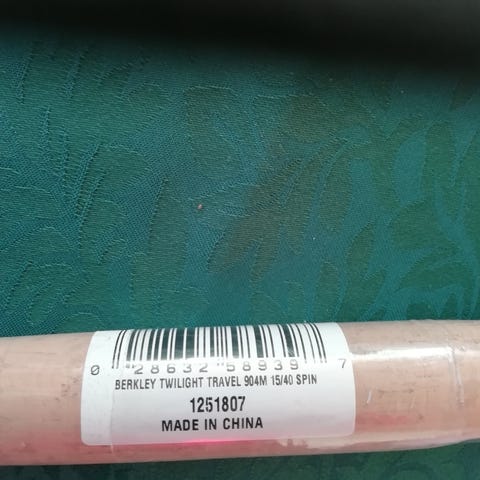 0 28632 58939 7
BERKLEY TWILIGHT TRAVEL 904M 15/40 SPIN
1251807
MADE IN CHINA